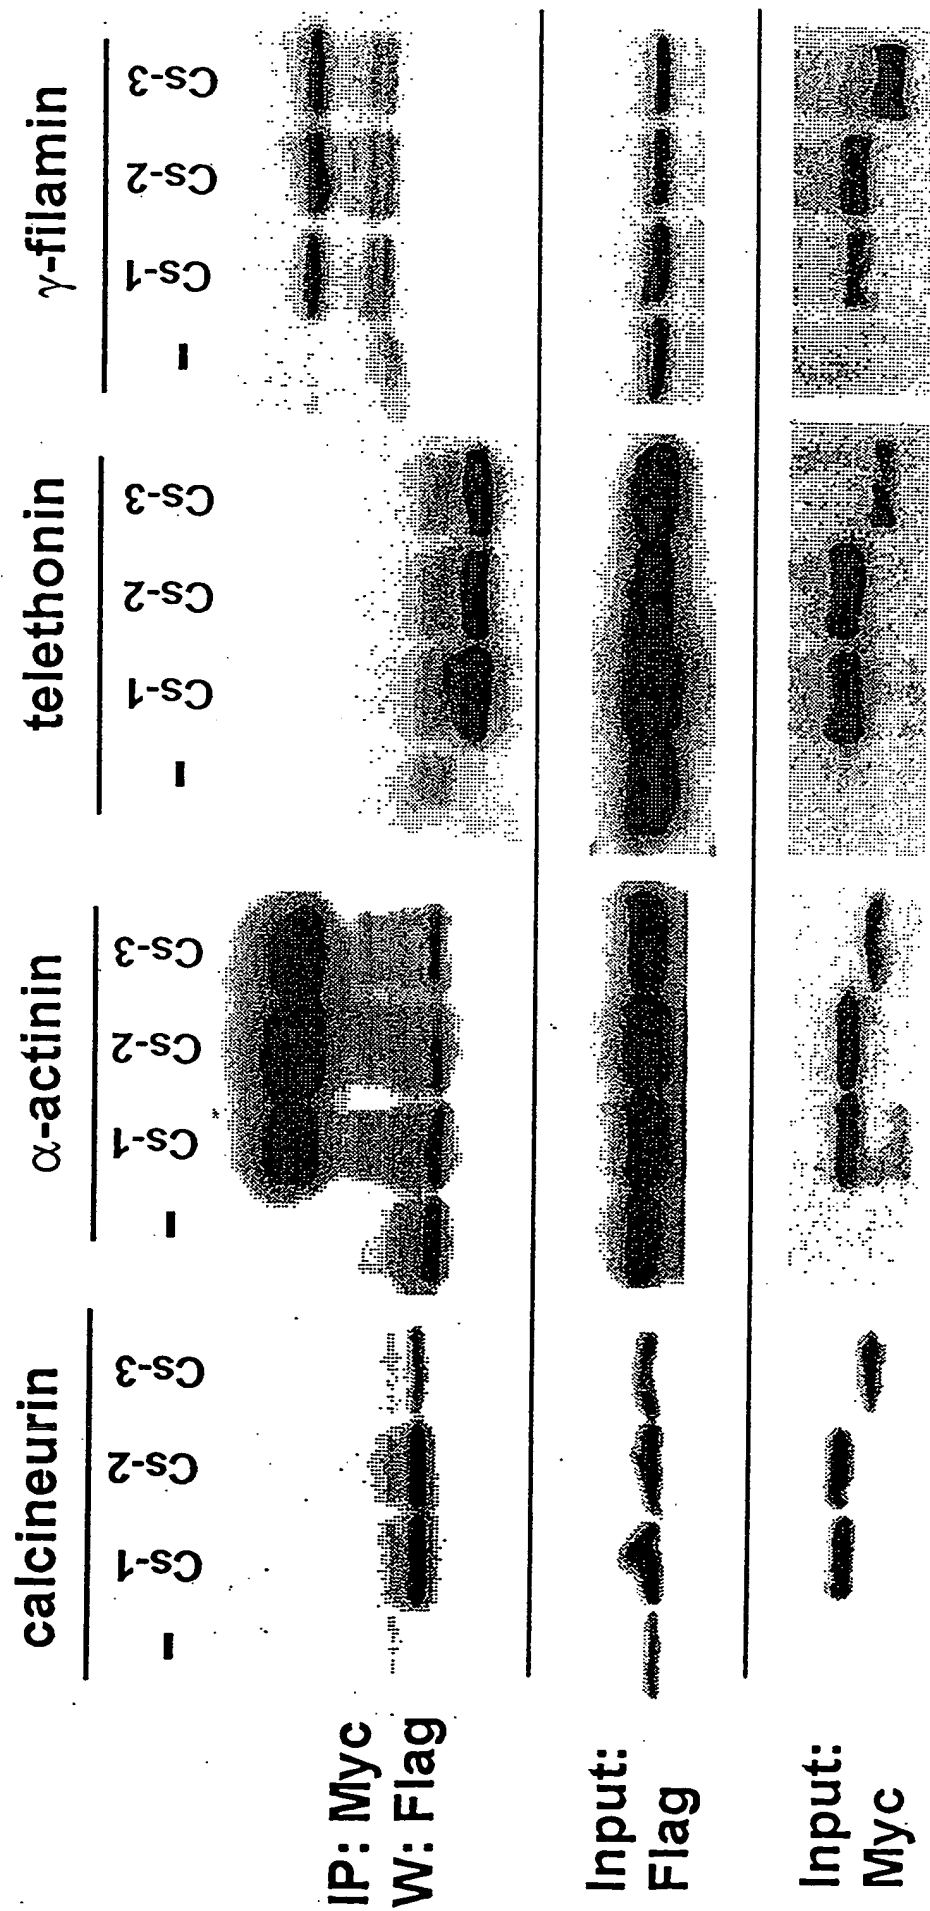 calcineurin α-actinin telethonin γ-filamin
– Cs-1 Cs-2 Cs-3 – Cs-1 Cs-2 Cs-3 – Cs-1 Cs-2 Cs-3 – Cs-1 Cs-2 Cs-3
IP: Myc
W: Flag
Input:
Flag
Input:
Myc